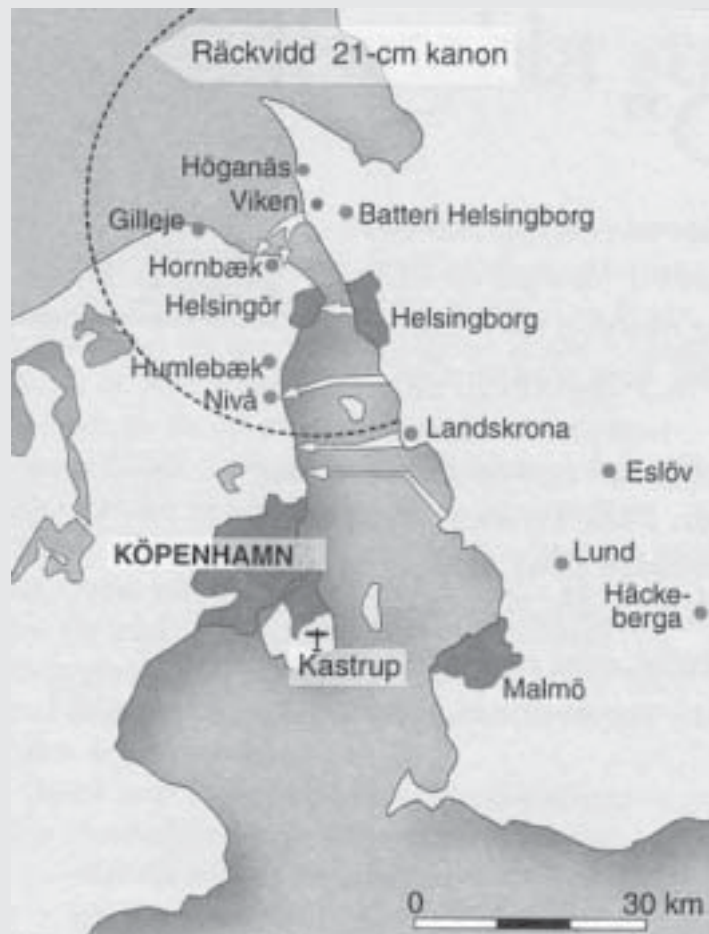 Räckvidd 21-cm kanon
Höganäs
Viken
Batteri Helsingborg
Gilleje
Hornbæk
Helsingör
Helsingborg
Humlebæk
Nivå
Landskrona
Eslöv
KÖPENHAMN
Lund
Häcke-
berga
Kastrup
Malmö
0 30 km